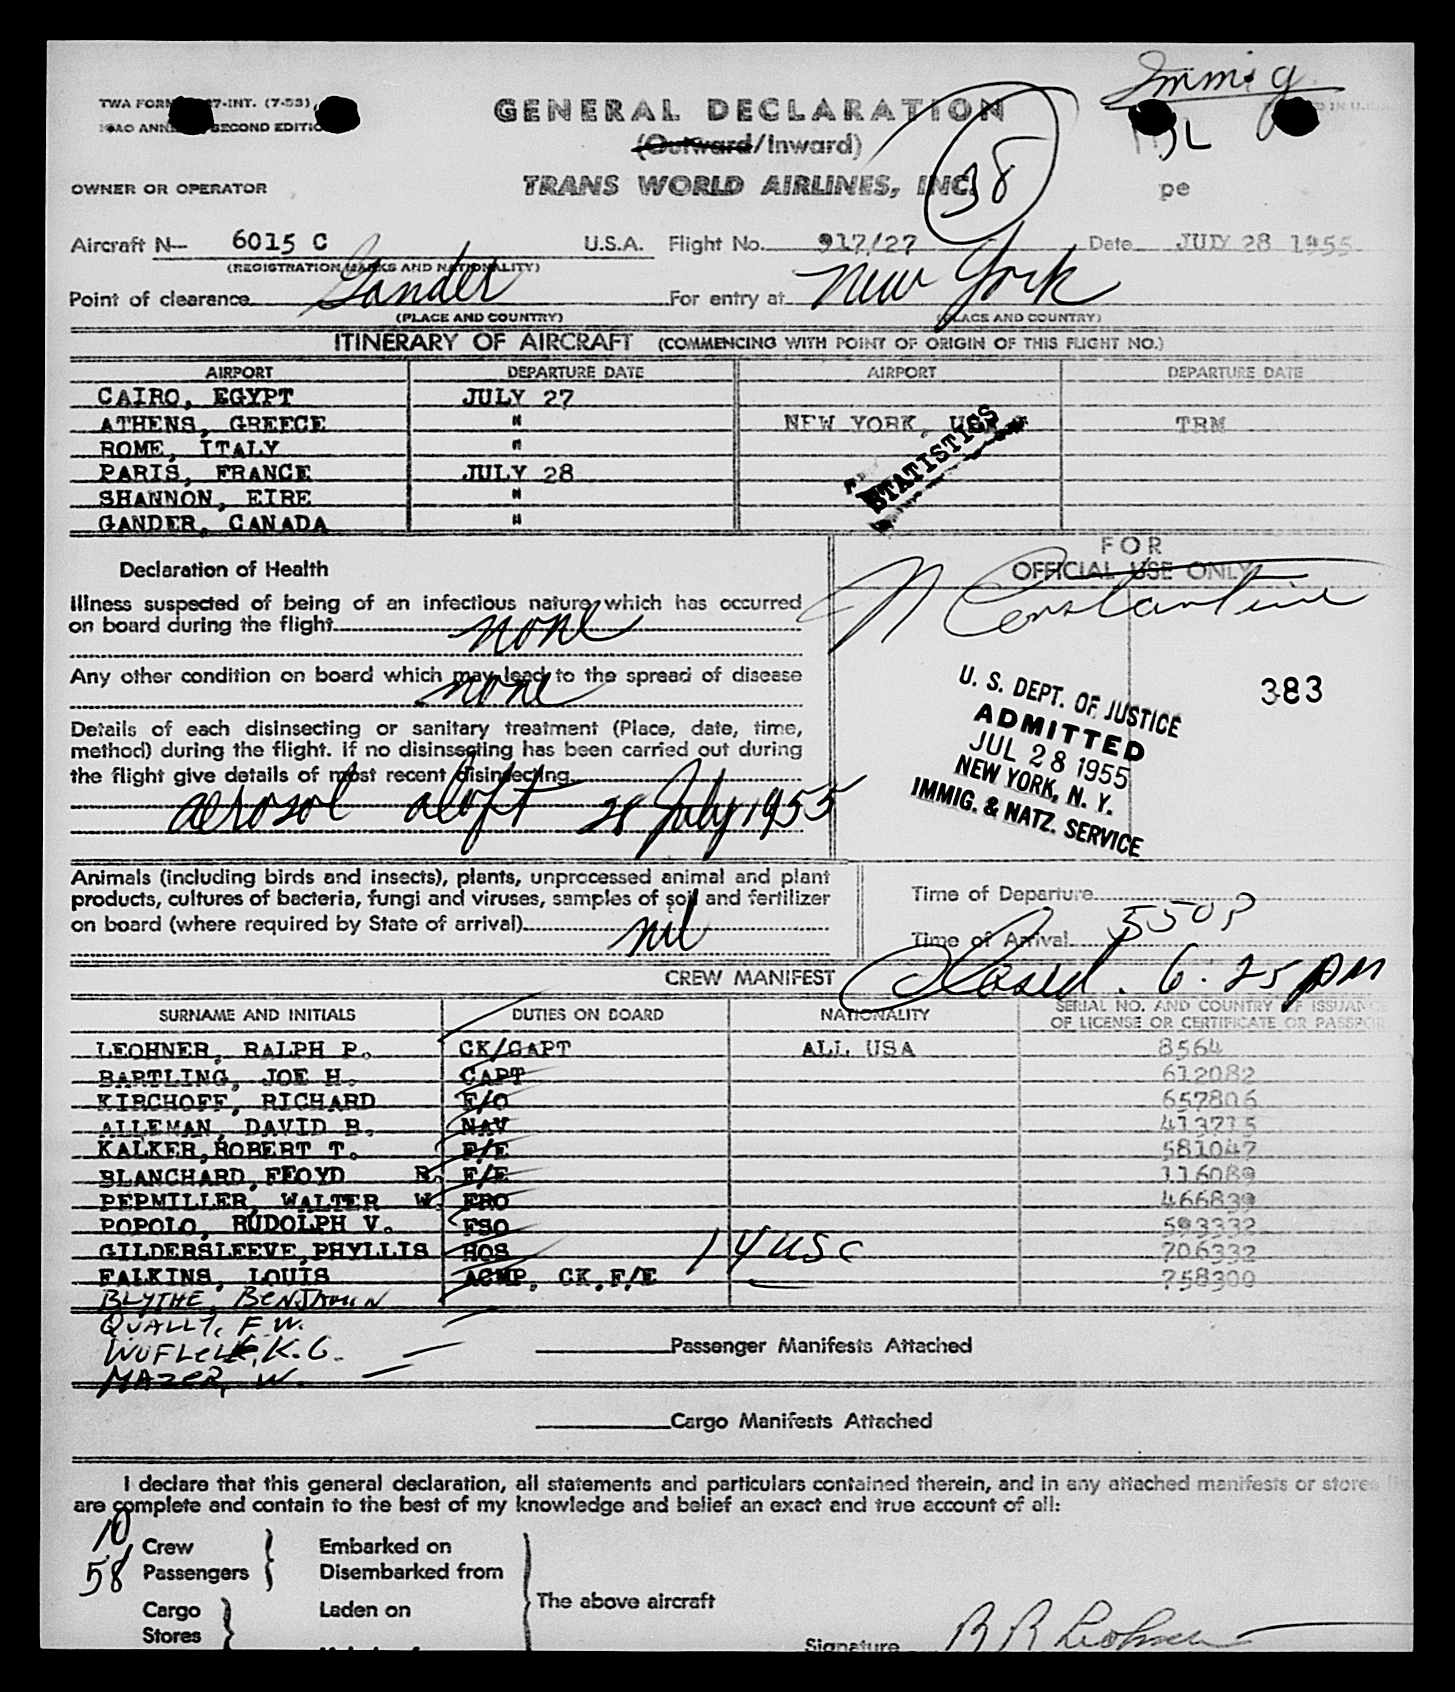 Immig.
TWA FORM 7-INT. (7-53)
SECOND EDITION
GENERAL DECLARATION
(Outward/Inward)
38
OWNER OR OPERATOR
TRANS WORLD AIRLINES, INC.
pe
Aircraft N— 6015 C U.S.A. Flight No. 917/27 Date JULY 28 1955
(REGISTRATION MARKS AND NATIONALITY)
Point of clearance Gander For entry at New York
(PLACE AND COUNTRY) (PLACE AND COUNTRY)
ITINERARY OF AIRCRAFT (COMMENCING WITH POINT OF ORIGIN OF THIS FLIGHT NO.)
AIRPORT DEPARTURE DATE AIRPORT DEPARTURE DATE
CAIRO, EGYPT JULY 27
ATHENS, GREECE " NEW YORK, USA TRM
ROME, ITALY "
PARIS, FRANCE JULY 28
SHANNON, EIRE "
GANDER, CANADA "
STATISTICS
FOR
OFFICIAL USE ONLY
N Constantine
Declaration of Health
Illness suspected of being of an infectious nature which has occurred
on board during the flight none
Any other condition on board which may lead to the spread of disease
none
Details of each disinsecting or sanitary treatment (Place, date, time,
method) during the flight. If no disinsecting has been carried out during
the flight give details of most recent disinsecting
aerosol aloft 28 July 1955
383
U. S. DEPT. OF JUSTICE
ADMITTED
JUL 28 1955
NEW YORK, N. Y.
IMMIG. & NATZ. SERVICE
Animals (including birds and insects), plants, unprocessed animal and plant
products, cultures of bacteria, fungi and viruses, samples of soil and fertilizer
on board (where required by State of arrival) nil
Time of Departure
Time of Arrival 550P
Closed. 6:25 PM
CREW MANIFEST
SURNAME AND INITIALS DUTIES ON BOARD NATIONALITY SERIAL NO. AND COUNTRY OF ISSUANCE
OF LICENSE OR CERTIFICATE OR PASSPOR
LEOHNER, RALPH P. CK/CAPT ALL USA 8564
BARTLING, JOE H. CAPT 612082
KIRCHOFF, RICHARD F/O 657806
ALLEMAN, DAVID B. NAV 413715
KALKER,ROBERT T. F/E 581047
BLANCHARD,FLOYD R. F/E 116089
PEPMILLER, WALTER W. FRO 466839
POPOLO, RUDOLPH V. FSO 593332
GILDERSLEEVE,PHYLLIS HOS 14 USC 706332
FALKINS, LOUIS ACMP, CK.F/E 758300
BLYTHE, BENJAMIN
QUALLY, F.W.
K.G.
MAZER, W.
Passenger Manifests Attached
Cargo Manifests Attached
I declare that this general declaration, all statements and particulars contained therein, and in any attached manifests or stores
are complete and contain to the best of my knowledge and belief an exact and true account of all:
10 Crew Embarked on
58 Passengers Disembarked from
The above aircraft
Cargo Laden on
Stores
Signature